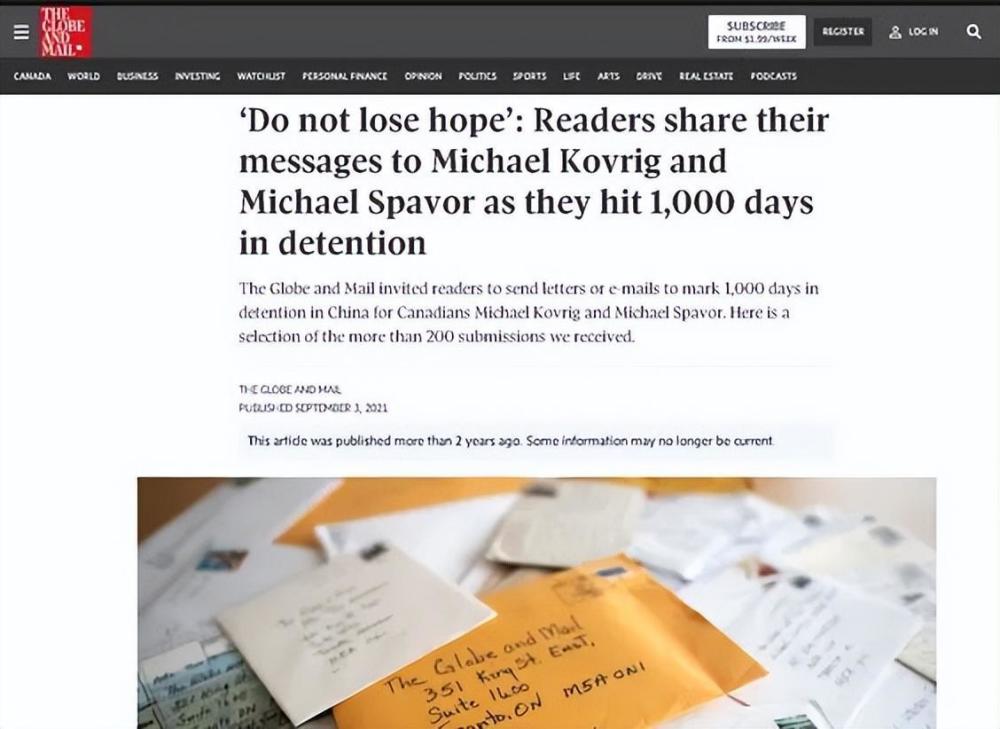 THE
GLOBE
AND
MAIL
SUBSCRIBE
FROM $1.99/WEEK
REGISTER
LOG IN
CANADA WORLD BUSINESS INVESTING WATCHLIST PERSONAL FINANCE OPINION POLITICS SPORTS LIFE ARTS DRIVE REAL ESTATE PODCASTS
‘Do not lose hope’: Readers share their
messages to Michael Kovrig and
Michael Spavor as they hit 1,000 days
in detention
The Globe and Mail invited readers to send letters or e-mails to mark 1,000 days in
detention in China for Canadians Michael Kovrig and Michael Spavor. Here is a
selection of the more than 200 submissions we received.
THE GLOBE AND MAIL
PUBLISHED SEPTEMBER 3, 2021
This article was published more than 2 years ago. Some information may no longer be current.
The Globe and Mail
351 King St. East,
Suite 1600
anto, ON M5A 0N1